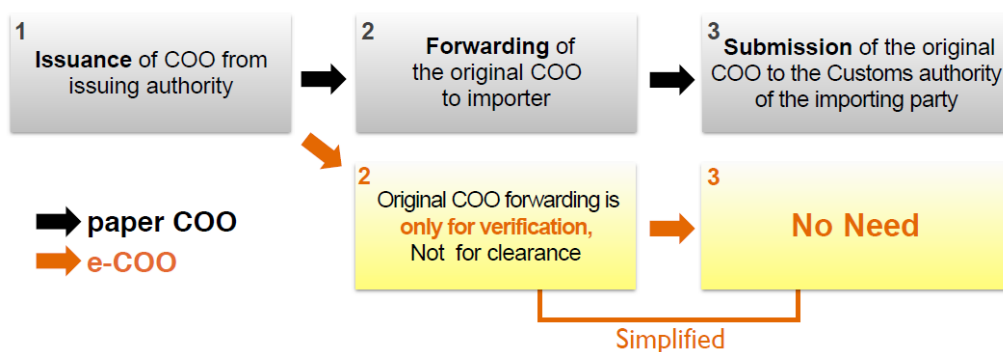 1
Issuance of COO from
issuing authority
2
Forwarding of
the original COO
to importer
3
Submission of the original
COO to the Customs authority
of the importing party
2
Original COO forwarding is
only for verification,
Not for clearance
3
No Need
paper COO
e-COO
Simplified